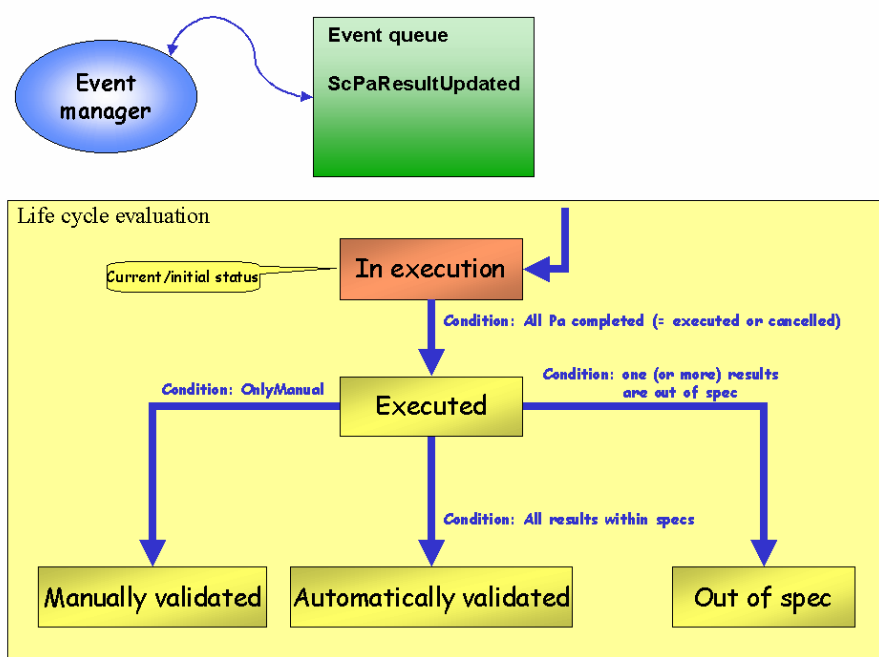 Event
manager
Event queue
ScPaResultUpdated
Life cycle evaluation
Current/initial status
In execution
Condition: All Pa completed (= executed or cancelled)
Condition: OnlyManual
Executed
Condition: one (or more) results
are out of spec
Condition: All results within specs
Manually validated
Automatically validated
Out of spec